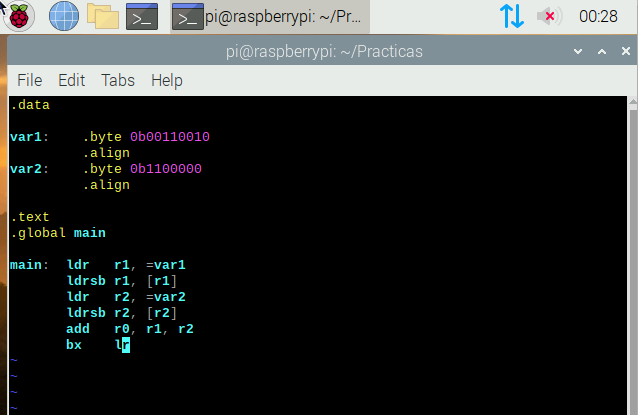 pi@raspberrypi: ~/Pr... 00:28
pi@raspberrypi: ~/Practicas
File Edit Tabs Help
.data
var1: .byte 0b00110010
.align
var2: .byte 0b1100000
.align
.text
.global main
main: ldr r1, =var1
ldrsb r1, [r1]
ldr r2, =var2
ldrsb r2, [r2]
add r0, r1, r2
bx lr
~
~
~
~